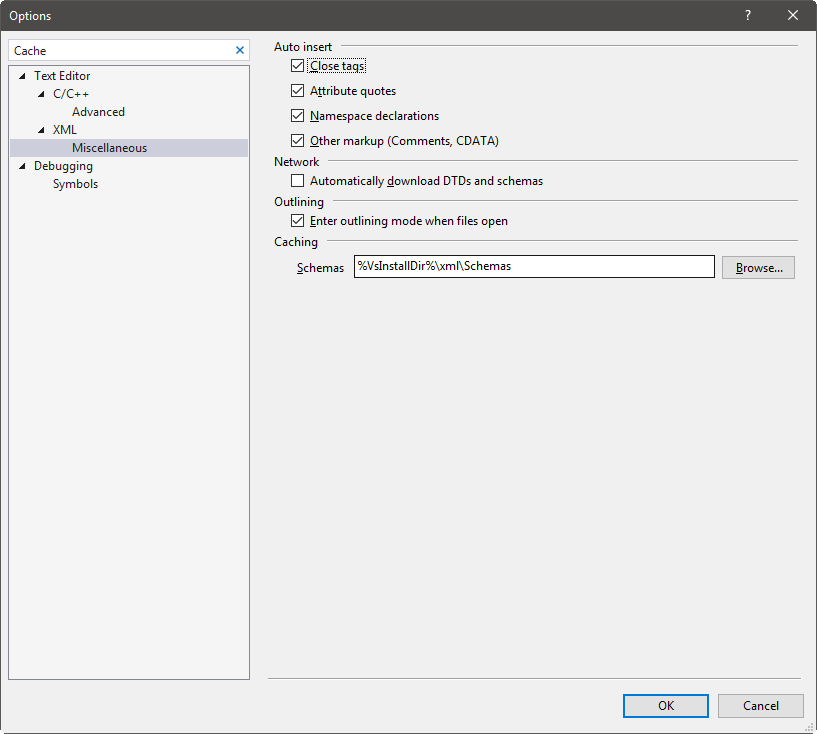 Options
Cache
Text Editor
C/C++
Advanced
XML
Miscellaneous
Debugging
Symbols
Auto insert
Close tags
Attribute quotes
Namespace declarations
Other markup (Comments, CDATA)
Network
Automatically download DTDs and schemas
Outlining
Enter outlining mode when files open
Caching
Schemas %VsInstallDir%\xml\Schemas Browse...
OK Cancel